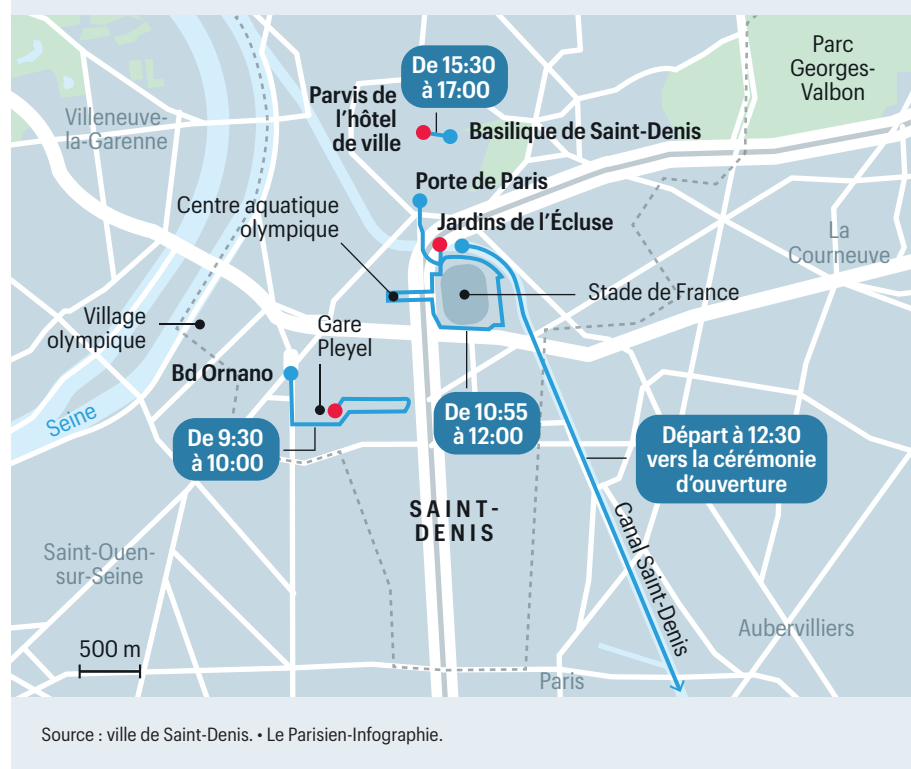 Parc
Georges-
Valbon
De 15:30
à 17:00
Villeneuve-
la-Garenne
Parvis de
l'hôtel
de ville
Basilique de Saint-Denis
Porte de Paris
Centre aquatique
olympique
Jardins de l'Écluse
La
Courneuve
Stade de France
Village
olympique
Gare
Pleyel
Bd Ornano
Seine
De 9:30
à 10:00
De 10:55
à 12:00
Départ à 12:30
vers la cérémonie
d'ouverture
SAINT-
DENIS
Canal Saint-Denis
Saint-Ouen-
sur-Seine
Aubervilliers
500 m
Paris
Source : ville de Saint-Denis. • Le Parisien-Infographie.